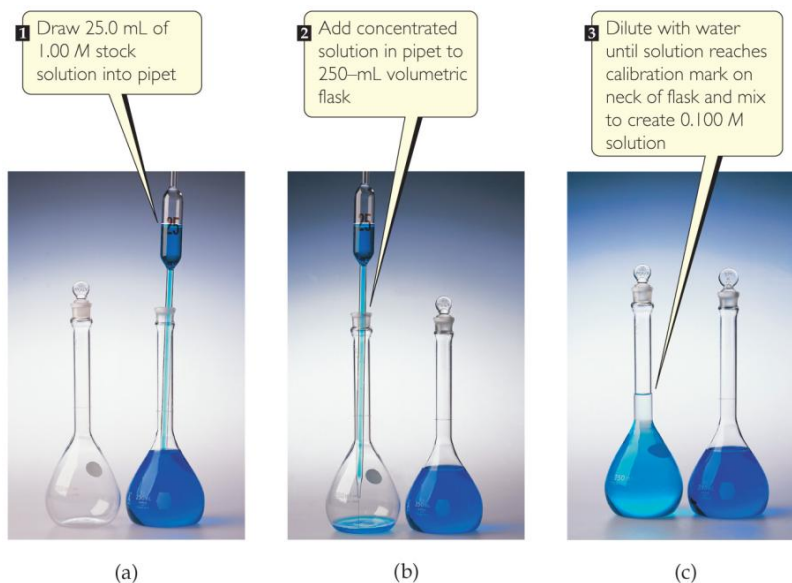 1 Draw 25.0 mL of
1.00 M stock
solution into pipet
2 Add concentrated
solution in pipet to
250–mL volumetric
flask
3 Dilute with water
until solution reaches
calibration mark on
neck of flask and mix
to create 0.100 M
solution
25
25
(a)
(b)
(c)